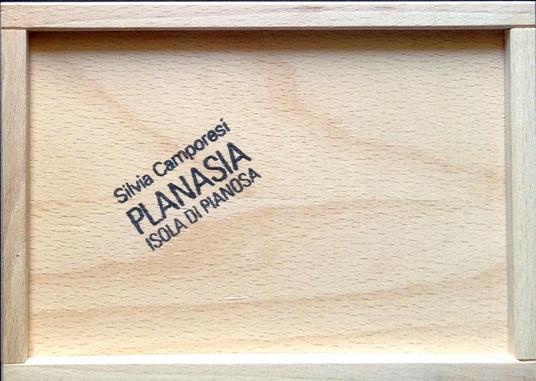 Silvia Camporesi
PLANASIA
ISOLA DI PIANOSA